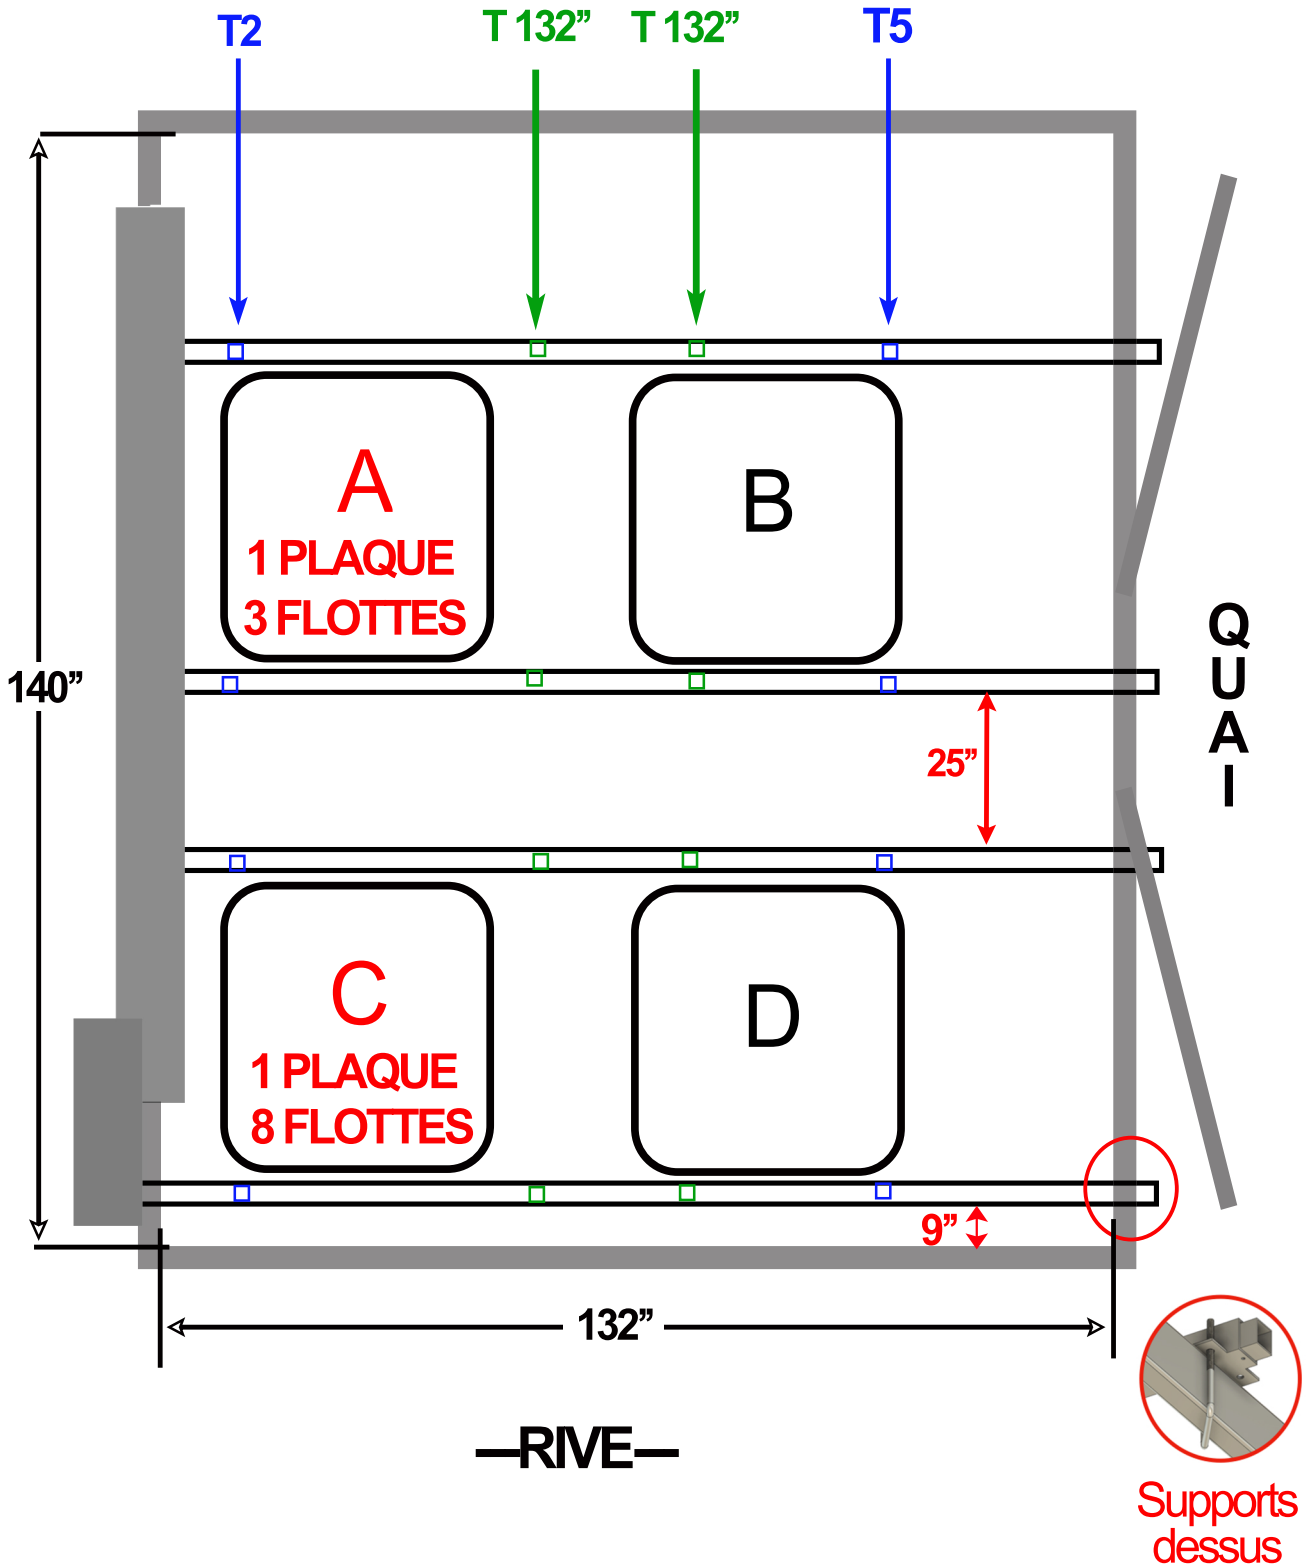 T2
T 132”
T 132”
T5
A
1 PLAQUE
3 FLOTTES
B
140”
25”
QUAI
C
1 PLAQUE
8 FLOTTES
D
9”
132”
—RIVE—
Supports
dessus